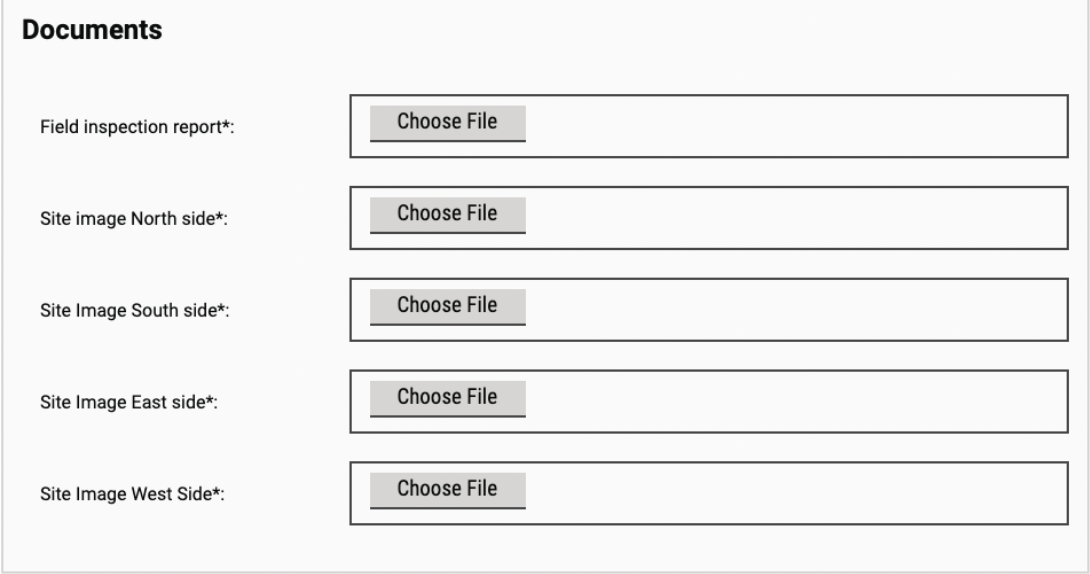 Documents
Field inspection report*:
Choose File
Site image North side*:
Choose File
Site Image South side*:
Choose File
Site Image East side*:
Choose File
Site Image West Side*:
Choose File